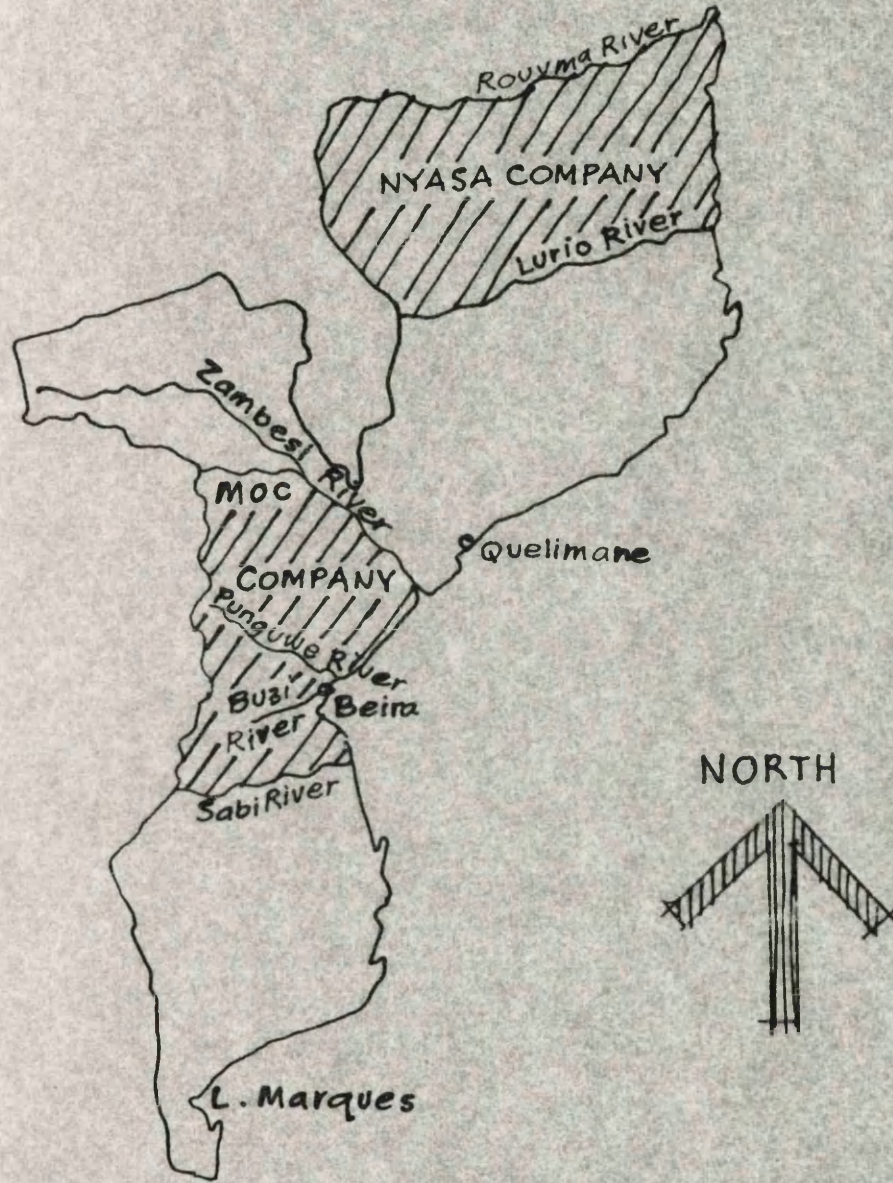 Rouvma River
NYASA COMPANY
Lurio River
Zambesi River
MOC
COMPANY
Quelimane
Punguwe River
Buzi
River
Beira
Sabi River
NORTH
L. Marques